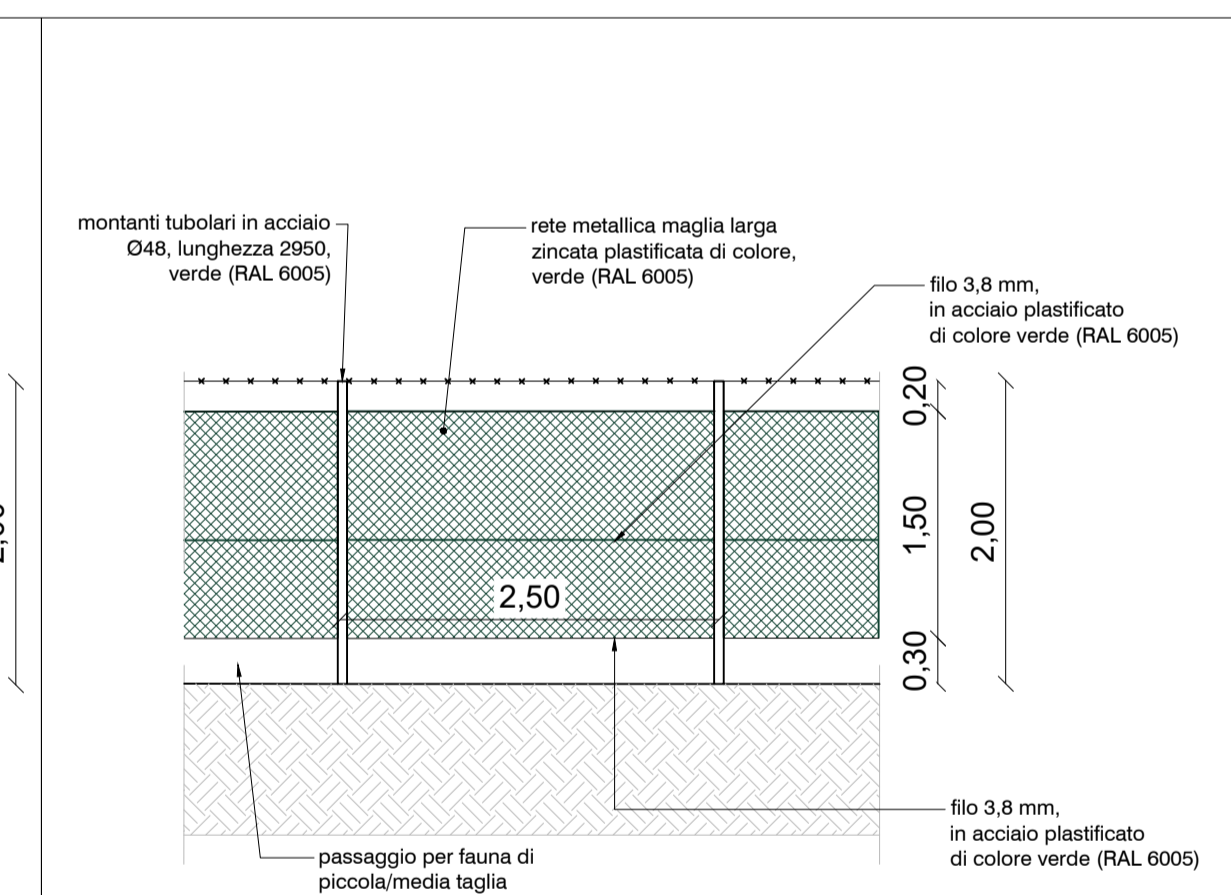 montanti tubolari in acciaio
Ø48, lunghezza 2950,
verde (RAL 6005)
rete metallica maglia larga
zincata plastificata di colore,
verde (RAL 6005)
filo 3,8 mm,
in acciaio plastificato
di colore verde (RAL 6005)
0,20
1,50
2,00
0,30
2,50
filo 3,8 mm,
in acciaio plastificato
di colore verde (RAL 6005)
passaggio per fauna di
piccola/media taglia